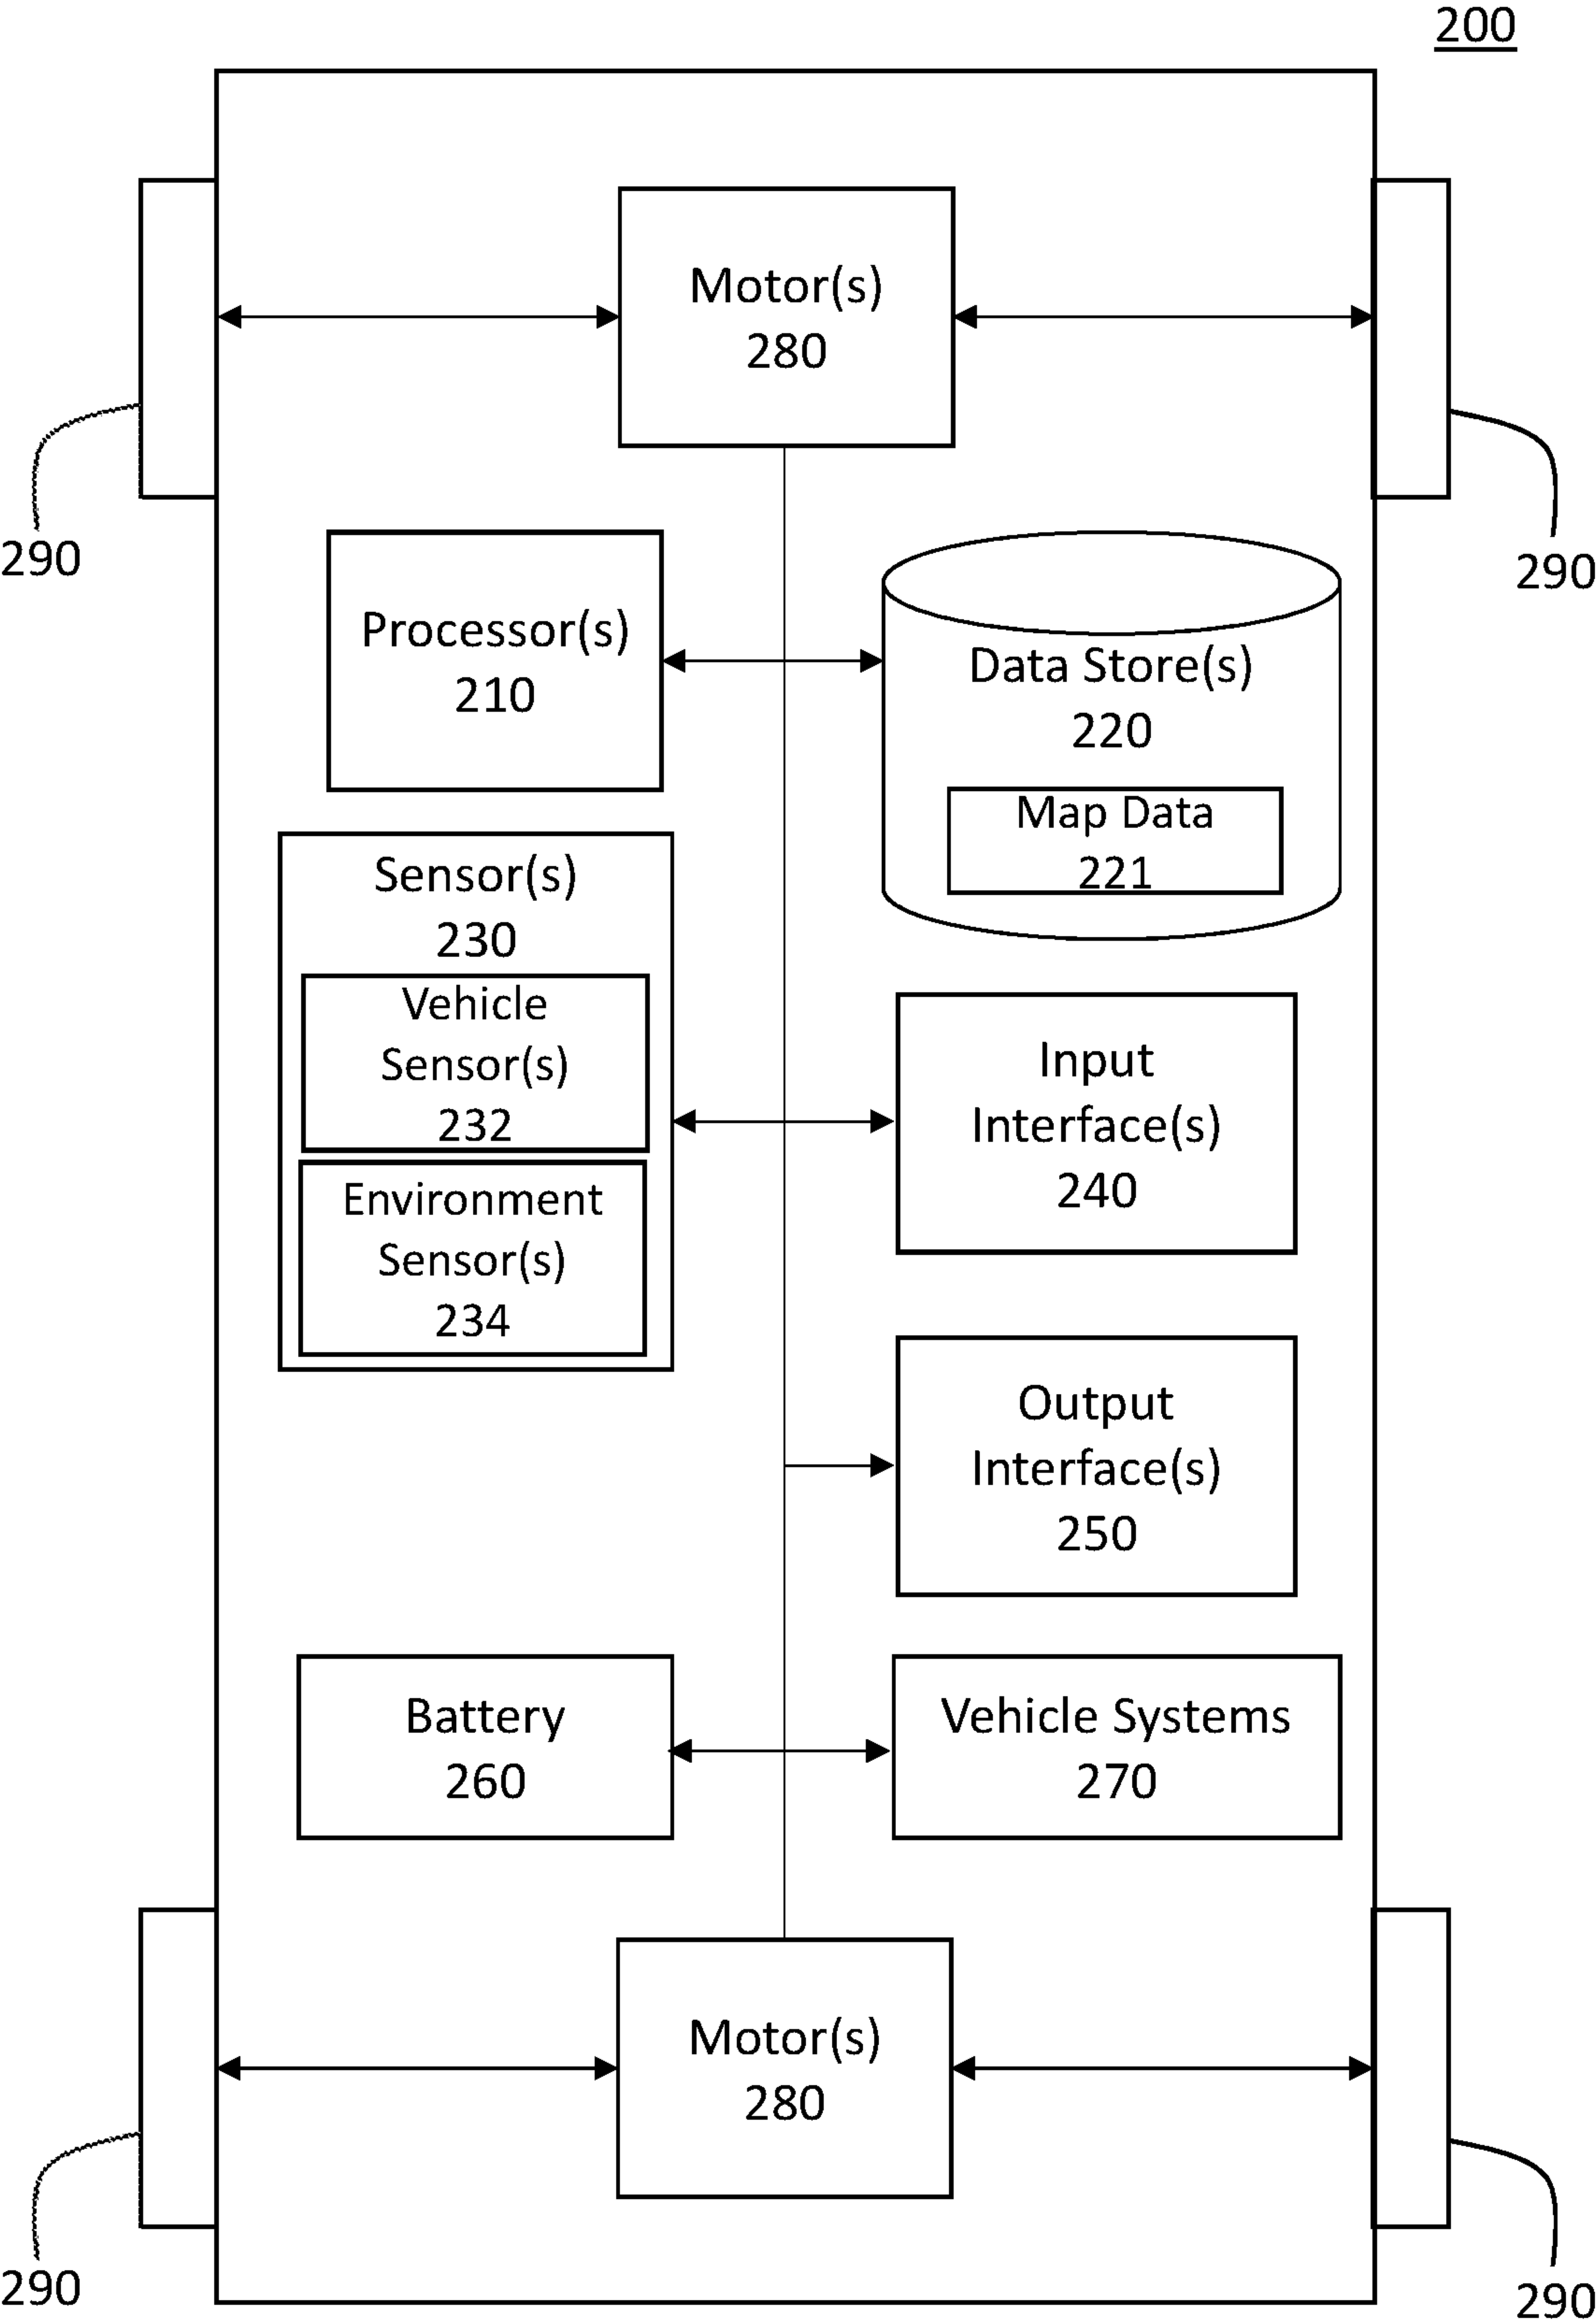 200
Motor(s)
280
290
290
Processor(s)
210
Data Store(s)
220
Map Data
221
Sensor(s)
230
Vehicle
Sensor(s)
232
Environment
Sensor(s)
234
Input
Interface(s)
240
Output
Interface(s)
250
Battery
260
Vehicle Systems
270
Motor(s)
280
290
290